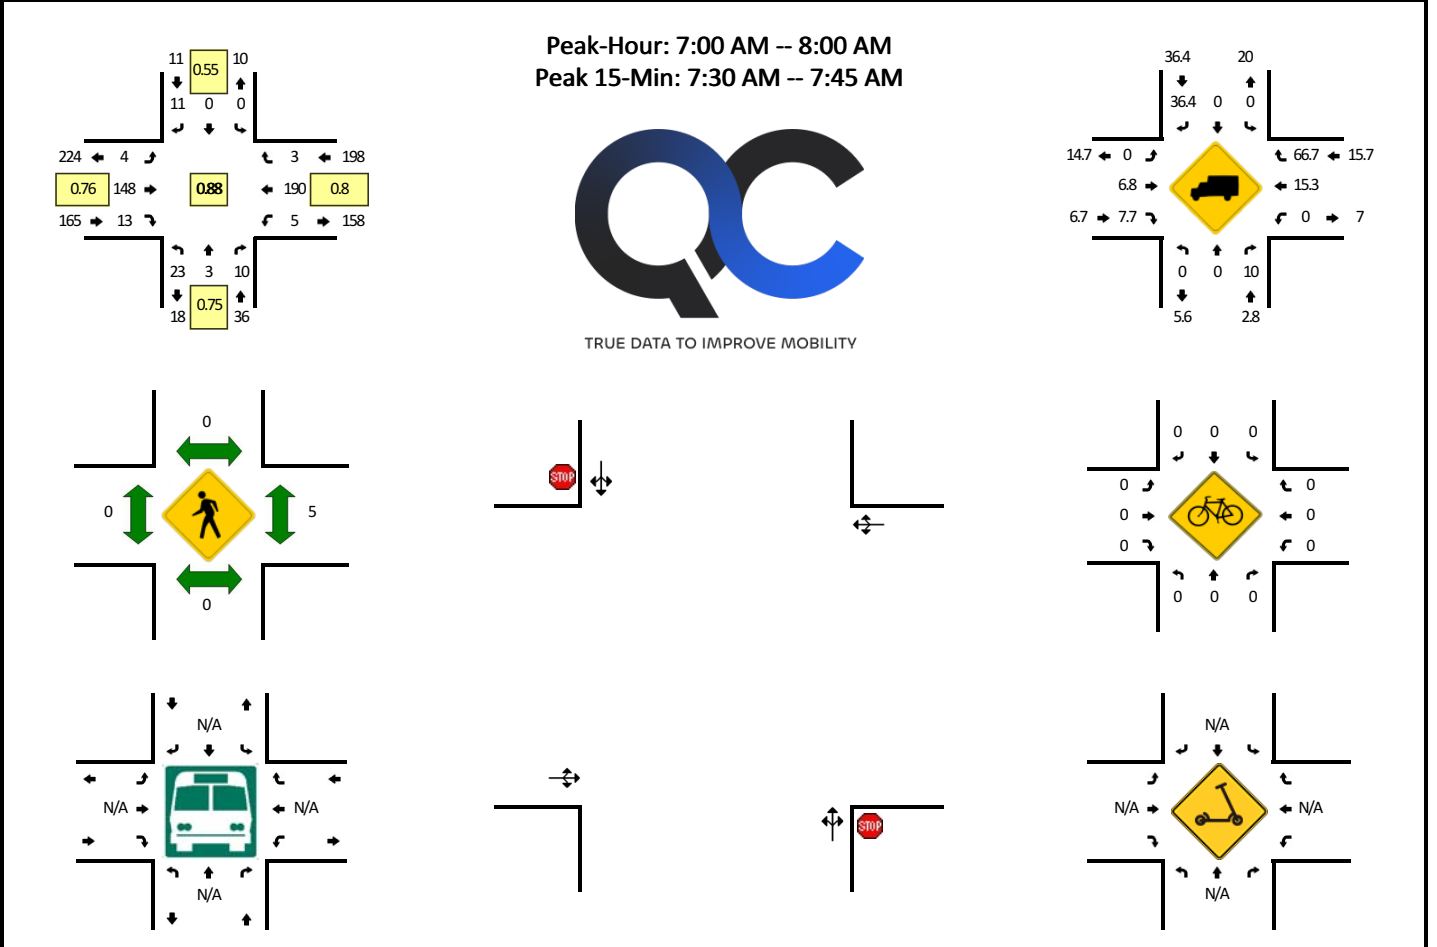 Peak-Hour: 7:00 AM -- 8:00 AM
Peak 15-Min: 7:30 AM -- 7:45 AM
11 0.55 10
11 0 0
224 4 3 198
0.76 148 0.88 190 0.8
165 13 5 158
23 3 10
18 0.75 36
TRUE DATA TO IMPROVE MOBILITY
36.4 20
36.4 0 0
14.7 0 66.7 15.7
6.8 15.3
6.7 7.7 0 7
0 0 10
5.6 2.8
0
0 5
0
STOP
STOP
0 0 0
0 0
0 0
0 0
0 0 0
N/A
N/A N/A
N/A
N/A
N/A N/A
N/A